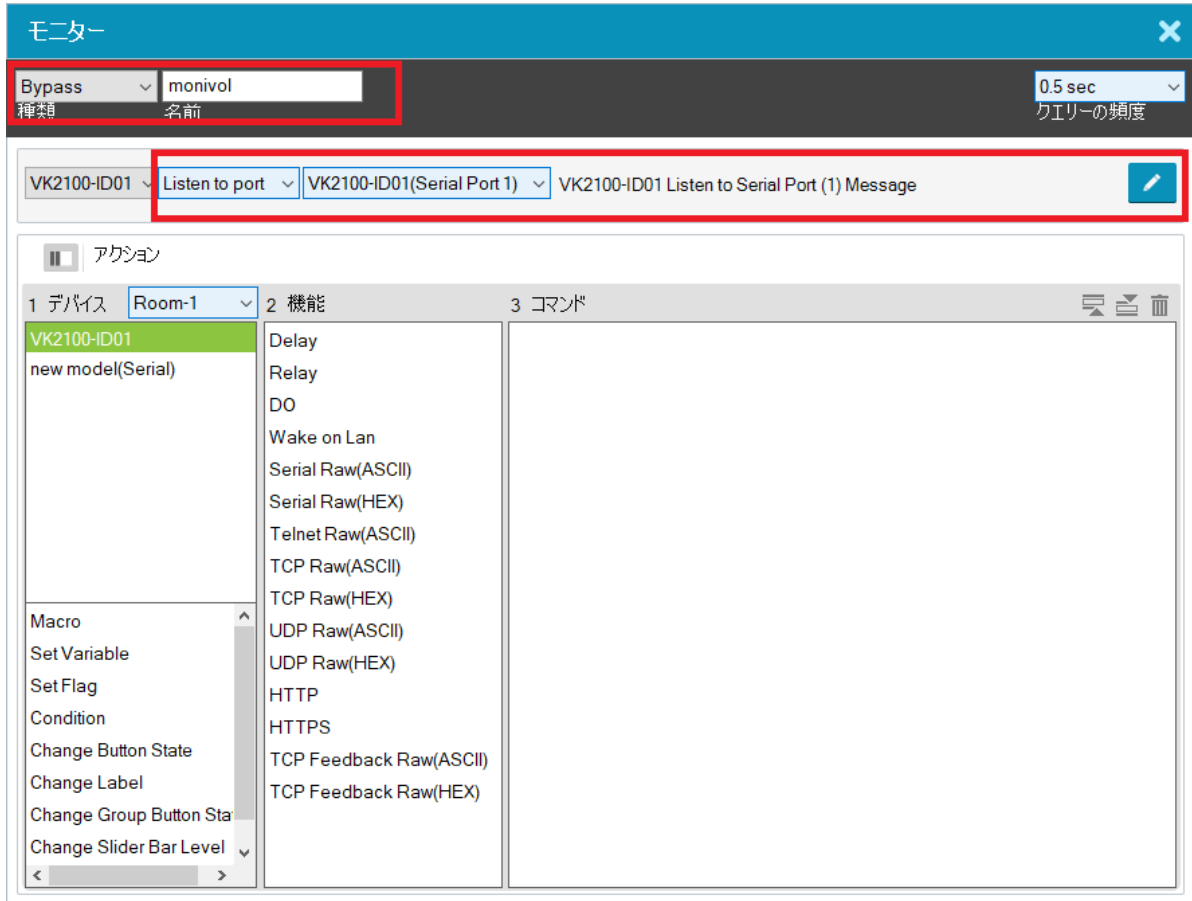 モニター
Bypass monivol 0.5 sec
種類 名前 クエリーの頻度
VK2100-ID01 Listen to port VK2100-ID01(Serial Port 1) VK2100-ID01 Listen to Serial Port (1) Message
アクション
1 デバイス Room-1 2 機能 3 コマンド
VK2100-ID01
new model(Serial)
Macro
Set Variable
Set Flag
Condition
Change Button State
Change Label
Change Group Button Sta
Change Slider Bar Level
Delay
Relay
DO
Wake on Lan
Serial Raw(ASCII)
Serial Raw(HEX)
Telnet Raw(ASCII)
TCP Raw(ASCII)
TCP Raw(HEX)
UDP Raw(ASCII)
UDP Raw(HEX)
HTTP
HTTPS
TCP Feedback Raw(ASCII)
TCP Feedback Raw(HEX)